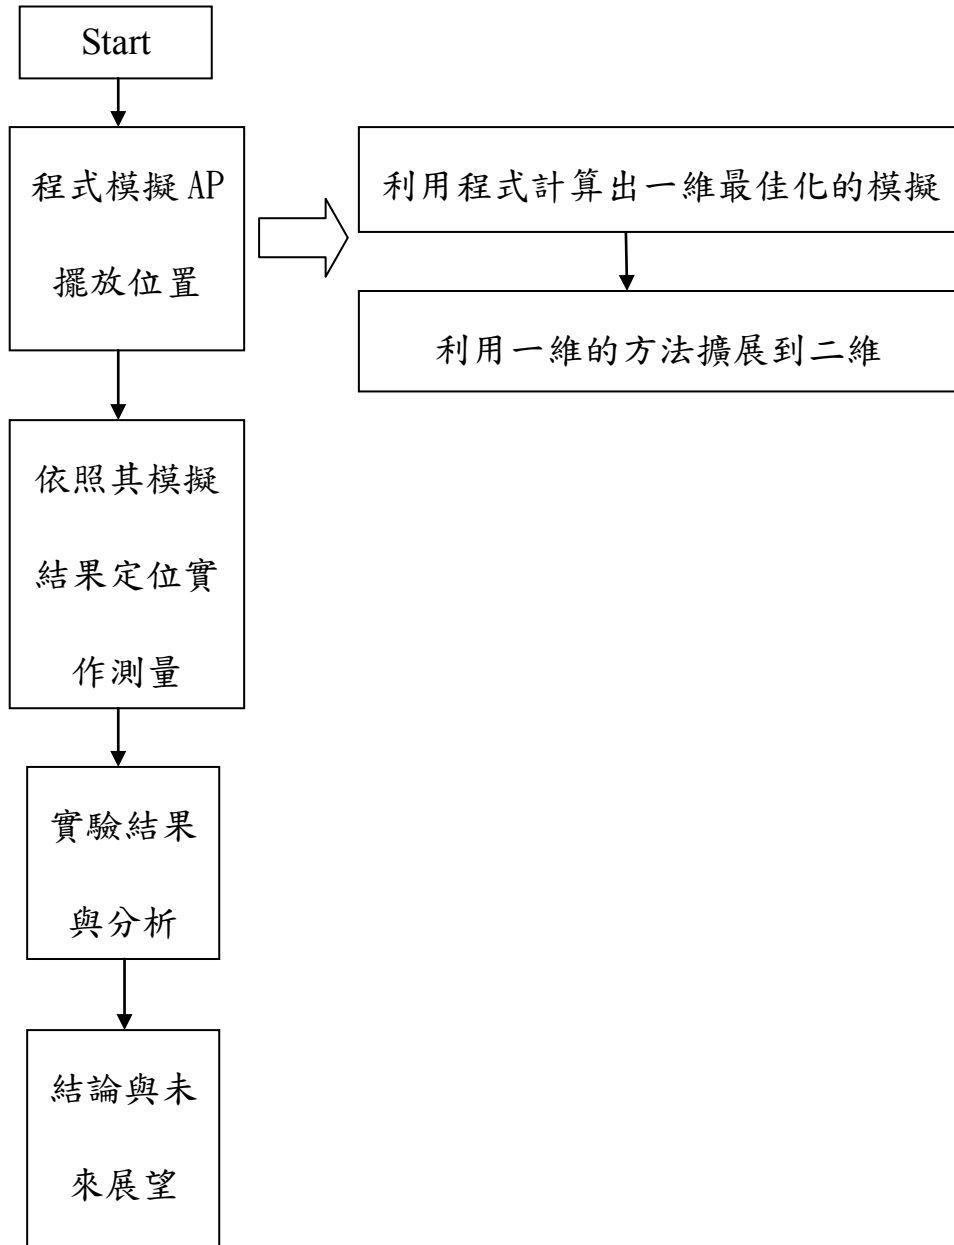 Start
程式模擬 AP
擺放位置
利用程式計算出一維最佳化的模擬
利用一維的方法擴展到二維
依照其模擬
結果定位實
作測量
實驗結果
與分析
結論與未
來展望